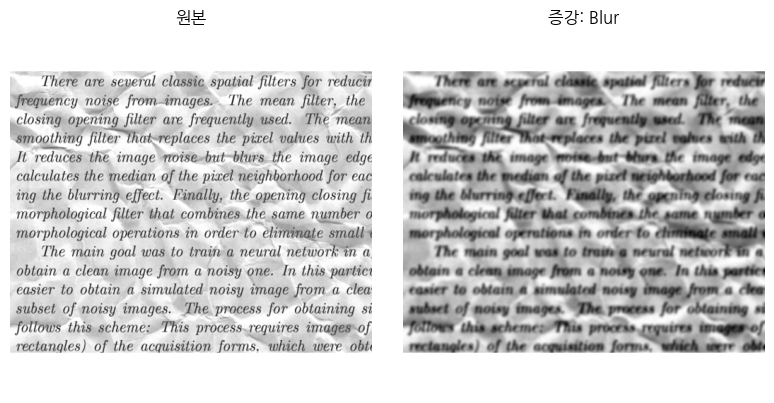 원본
There are several classic spatial filters for reducin
frequency noise from images. The mean filter, the
closing opening filter are frequently used. The mean
smoothing filter that replaces the pixel values with th
It reduces the image noise but blurs the image edge
calculates the median of the pixel neighborhood for eac
ing the blurring effect. Finally, the opening closing fi
morphological filter that combines the same number o
morphological operations in order to eliminate small
The main goal was to train a neural network in a
obtain a clean image from a noisy one. In this partic
easier to obtain a simulated noisy image from a clea
subset of noisy images. The process for obtaining si
follows this scheme: This process requires images of
rectangles) of the acquisition forms, which were obt
증강: Blur
There are several classic spatial filters for reducin
frequency noise from images. The mean filter, the
closing opening filter are frequently used. The mean
smoothing filter that replaces the pixel values with th
It reduces the image noise but blurs the image edge
calculates the median of the pixel neighborhood for eac
ing the blurring effect. Finally, the opening closing fi
morphological filter that combines the same number o
morphological operations in order to eliminate small
The main goal was to train a neural network in a
obtain a clean image from a noisy one. In this partic
easier to obtain a simulated noisy image from a clea
subset of noisy images. The process for obtaining si
follows this scheme: This process requires images of
rectangles) of the acquisition forms, which were obt